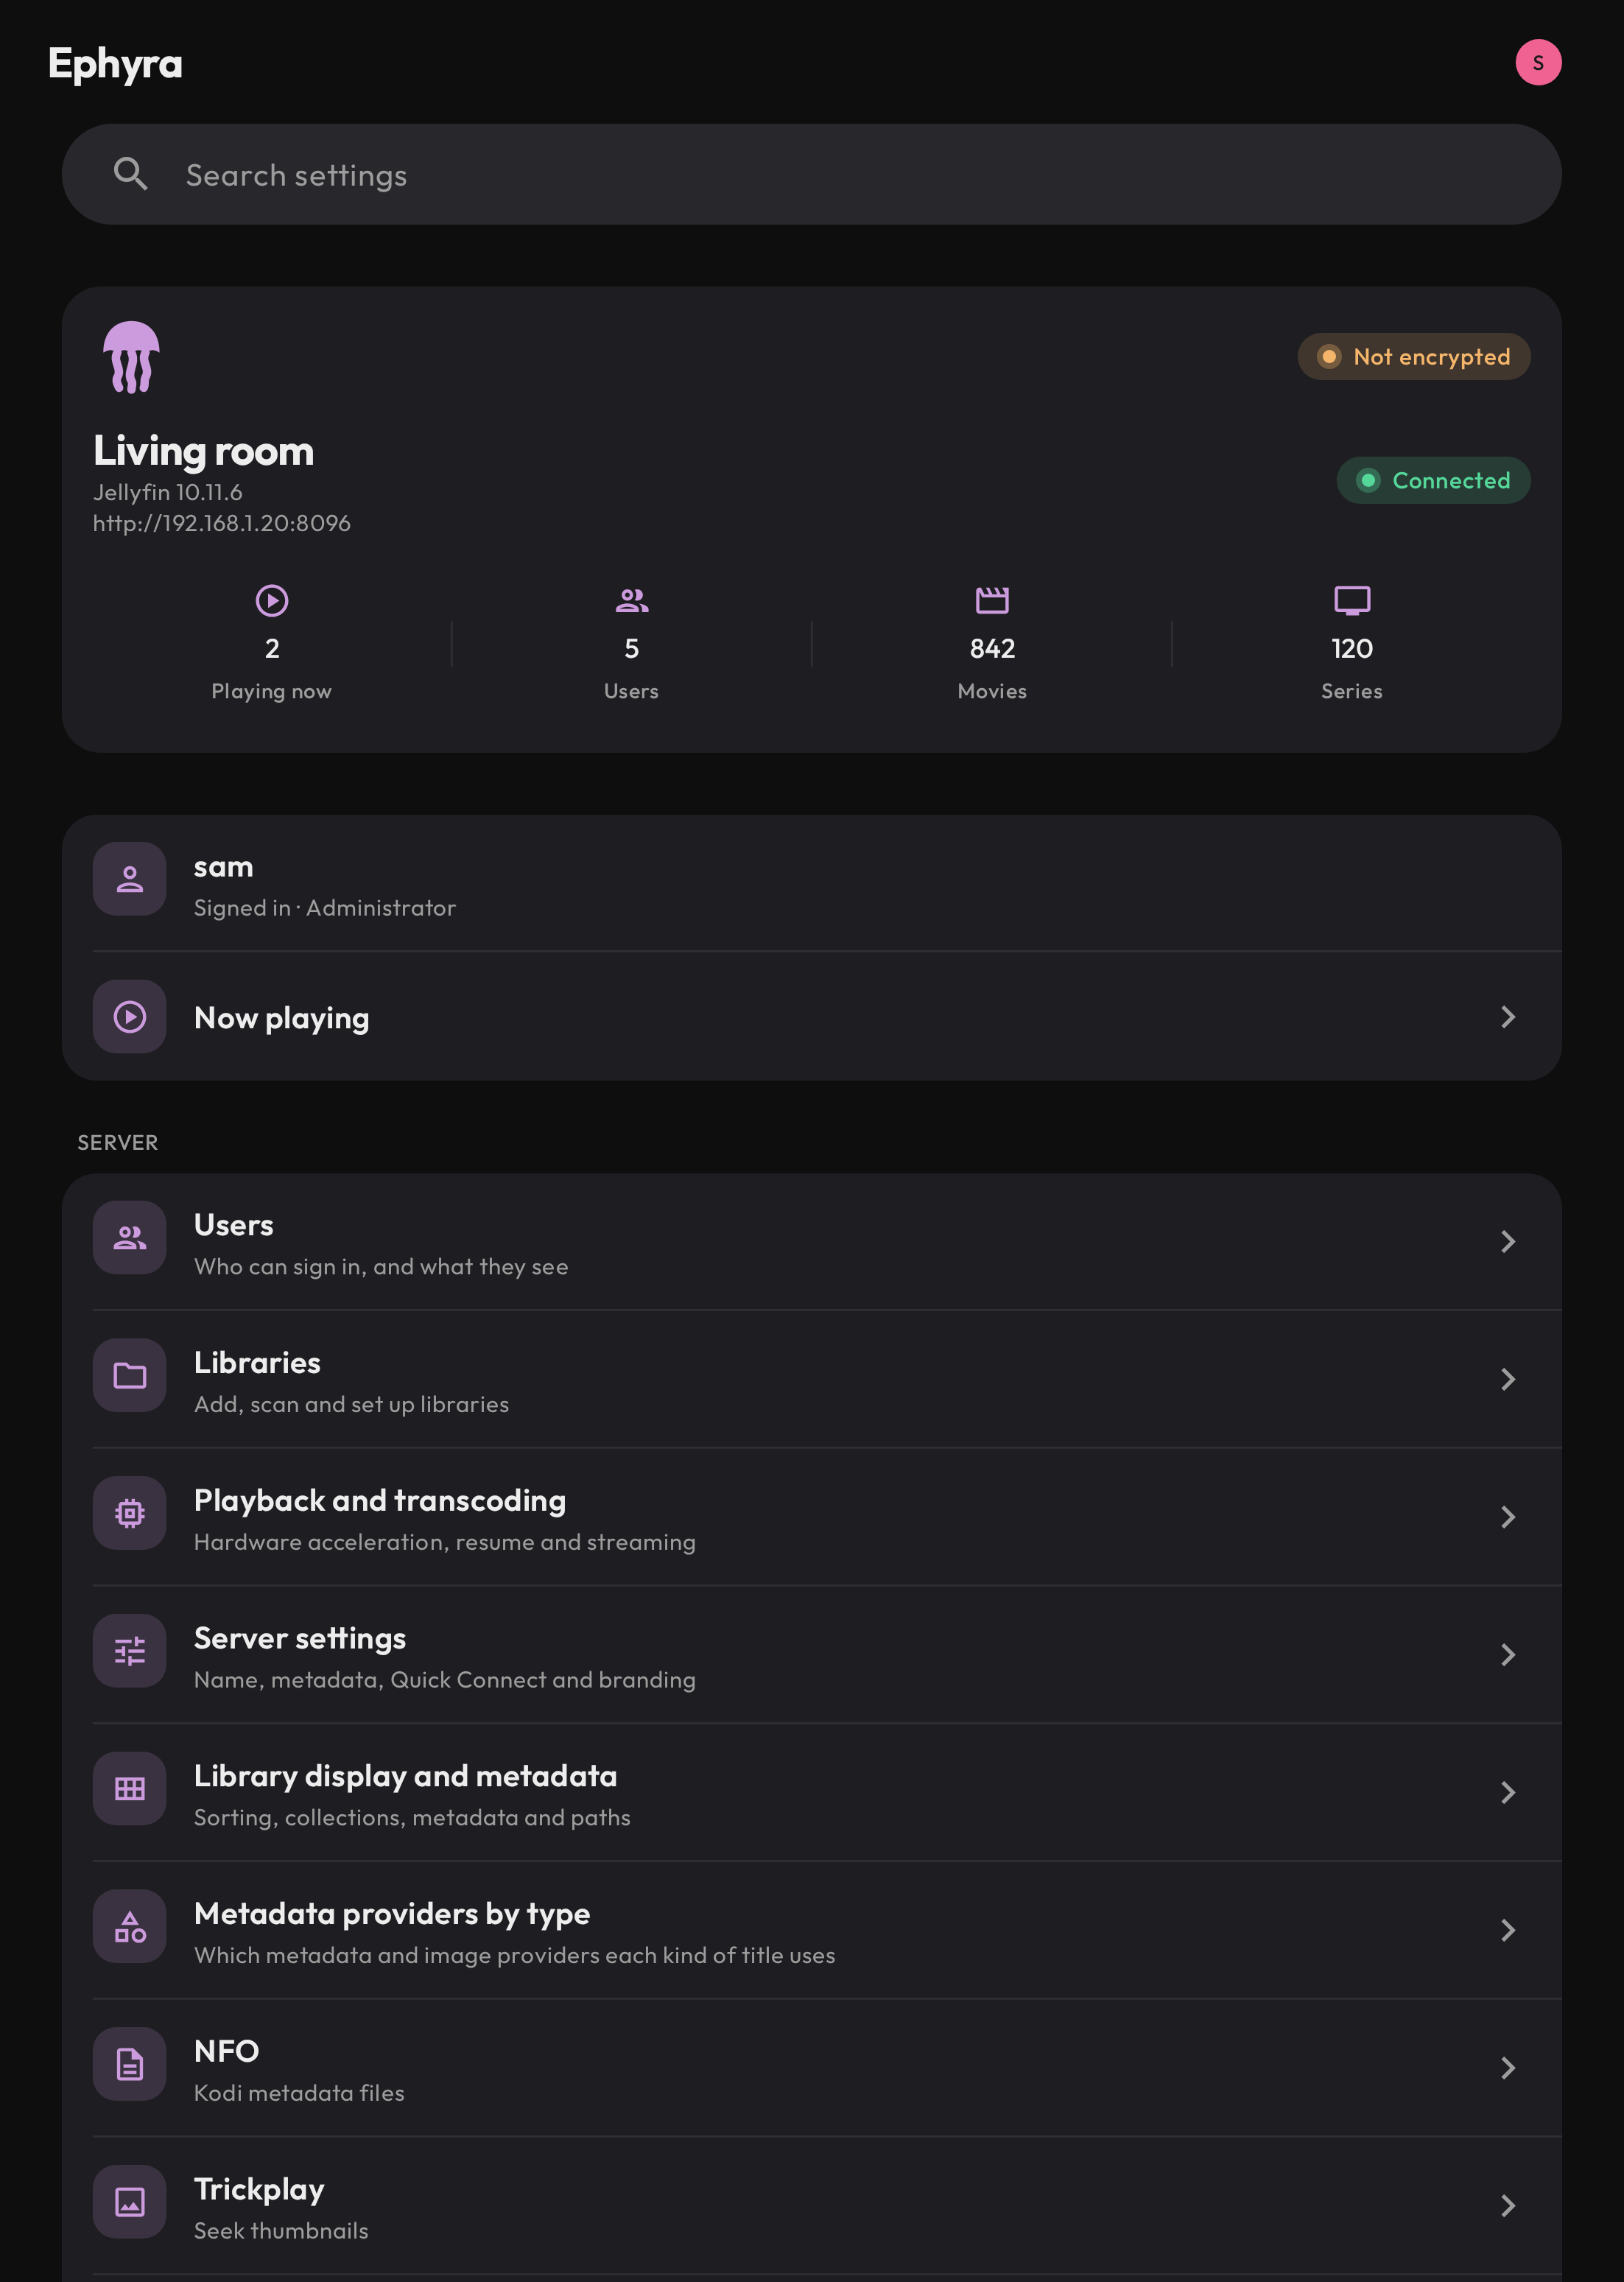 Ephyra
S
Search settings
Not encrypted
Living room
Jellyfin 10.11.6
http://192.168.1.20:8096
Connected
2
Playing now
5
Users
842
Movies
120
Series
sam
Signed in · Administrator
Now playing
SERVER
Users
Who can sign in, and what they see
Libraries
Add, scan and set up libraries
Playback and transcoding
Hardware acceleration, resume and streaming
Server settings
Name, metadata, Quick Connect and branding
Library display and metadata
Sorting, collections, metadata and paths
Metadata providers by type
Which metadata and image providers each kind of title uses
NFO
Kodi metadata files
Trickplay
Seek thumbnails